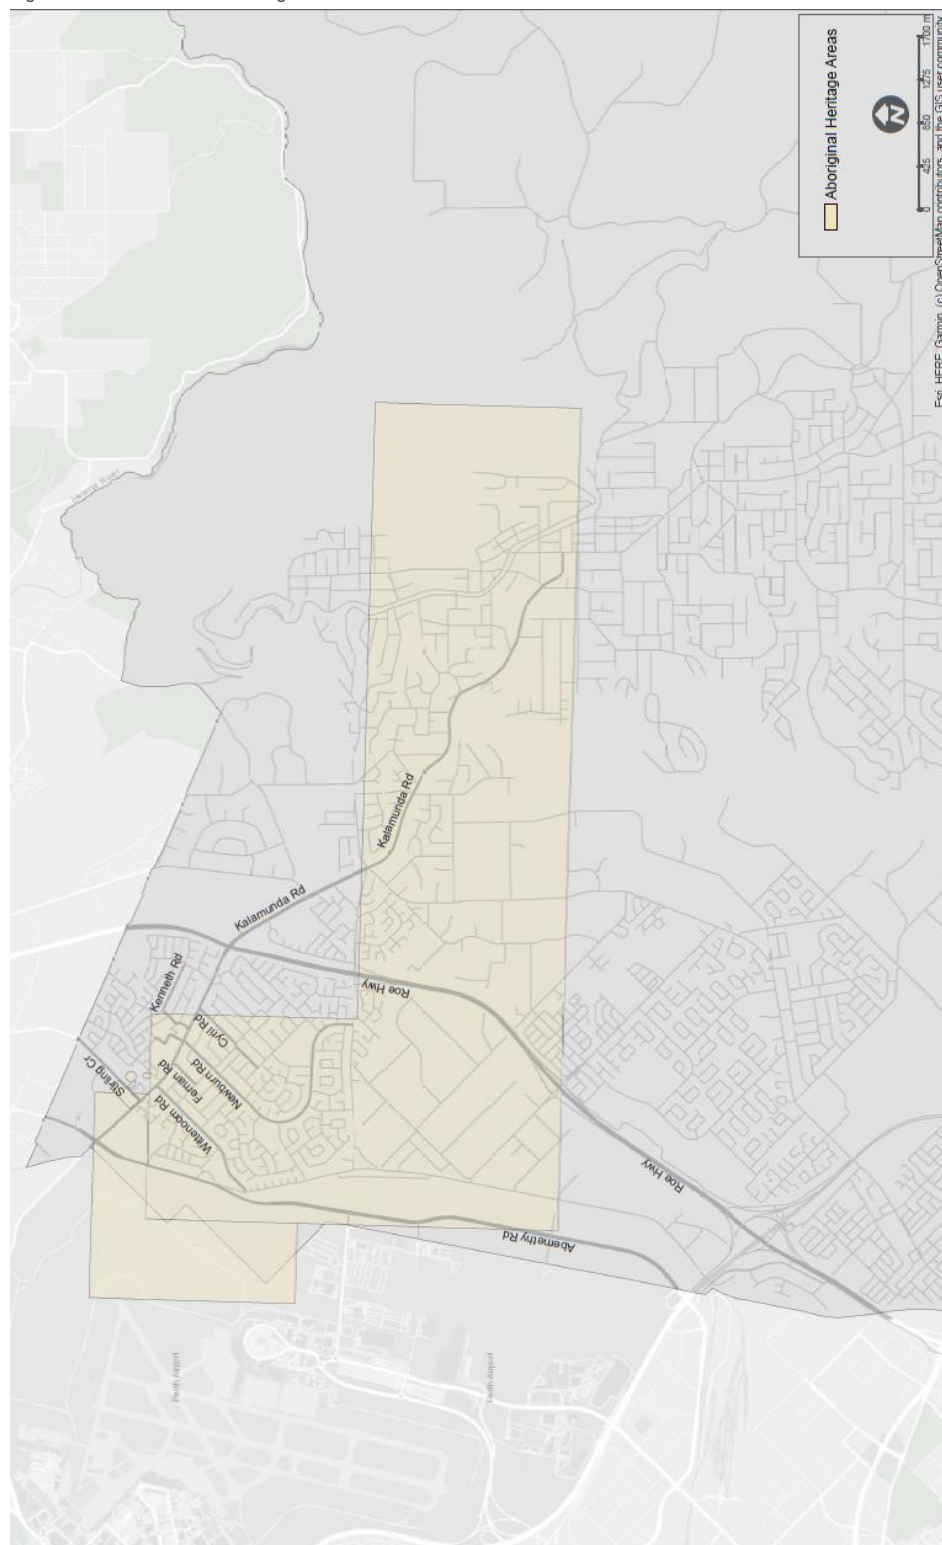 Aboriginal Heritage Areas
N
0 425 850 1275 1700 m
Esri, HERE, Garmin, (c) OpenStreetMap contributors, and the GIS user community
Helena River
Kalamunda Rd
Kalamunda Rd
Kenneth Rd
Roe Hwy
Cyril Rd
Stirling Cr
Fernan Rd
Newburn Rd
Wittenoom Rd
Roe Hwy
Abernethy Rd
Perth Airport
Perth Airport